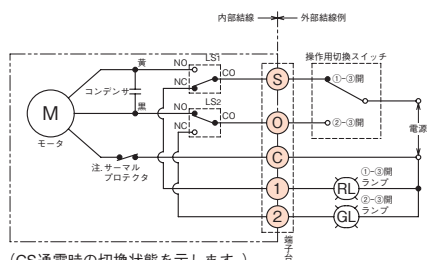 内部結線 外部結線例
黄 NO LS1
NC CO
コンデンサ
黒 NO LS2
NC CO
M
モータ
注.サーマル
プロテクタ
S
O
C
1
2
端子台
操作用切換スイッチ
①-③開
②-③開
電源
①-③開
ランプ
RL
②-③開
ランプ
GL
(CS通電時の切換状態を示します。)